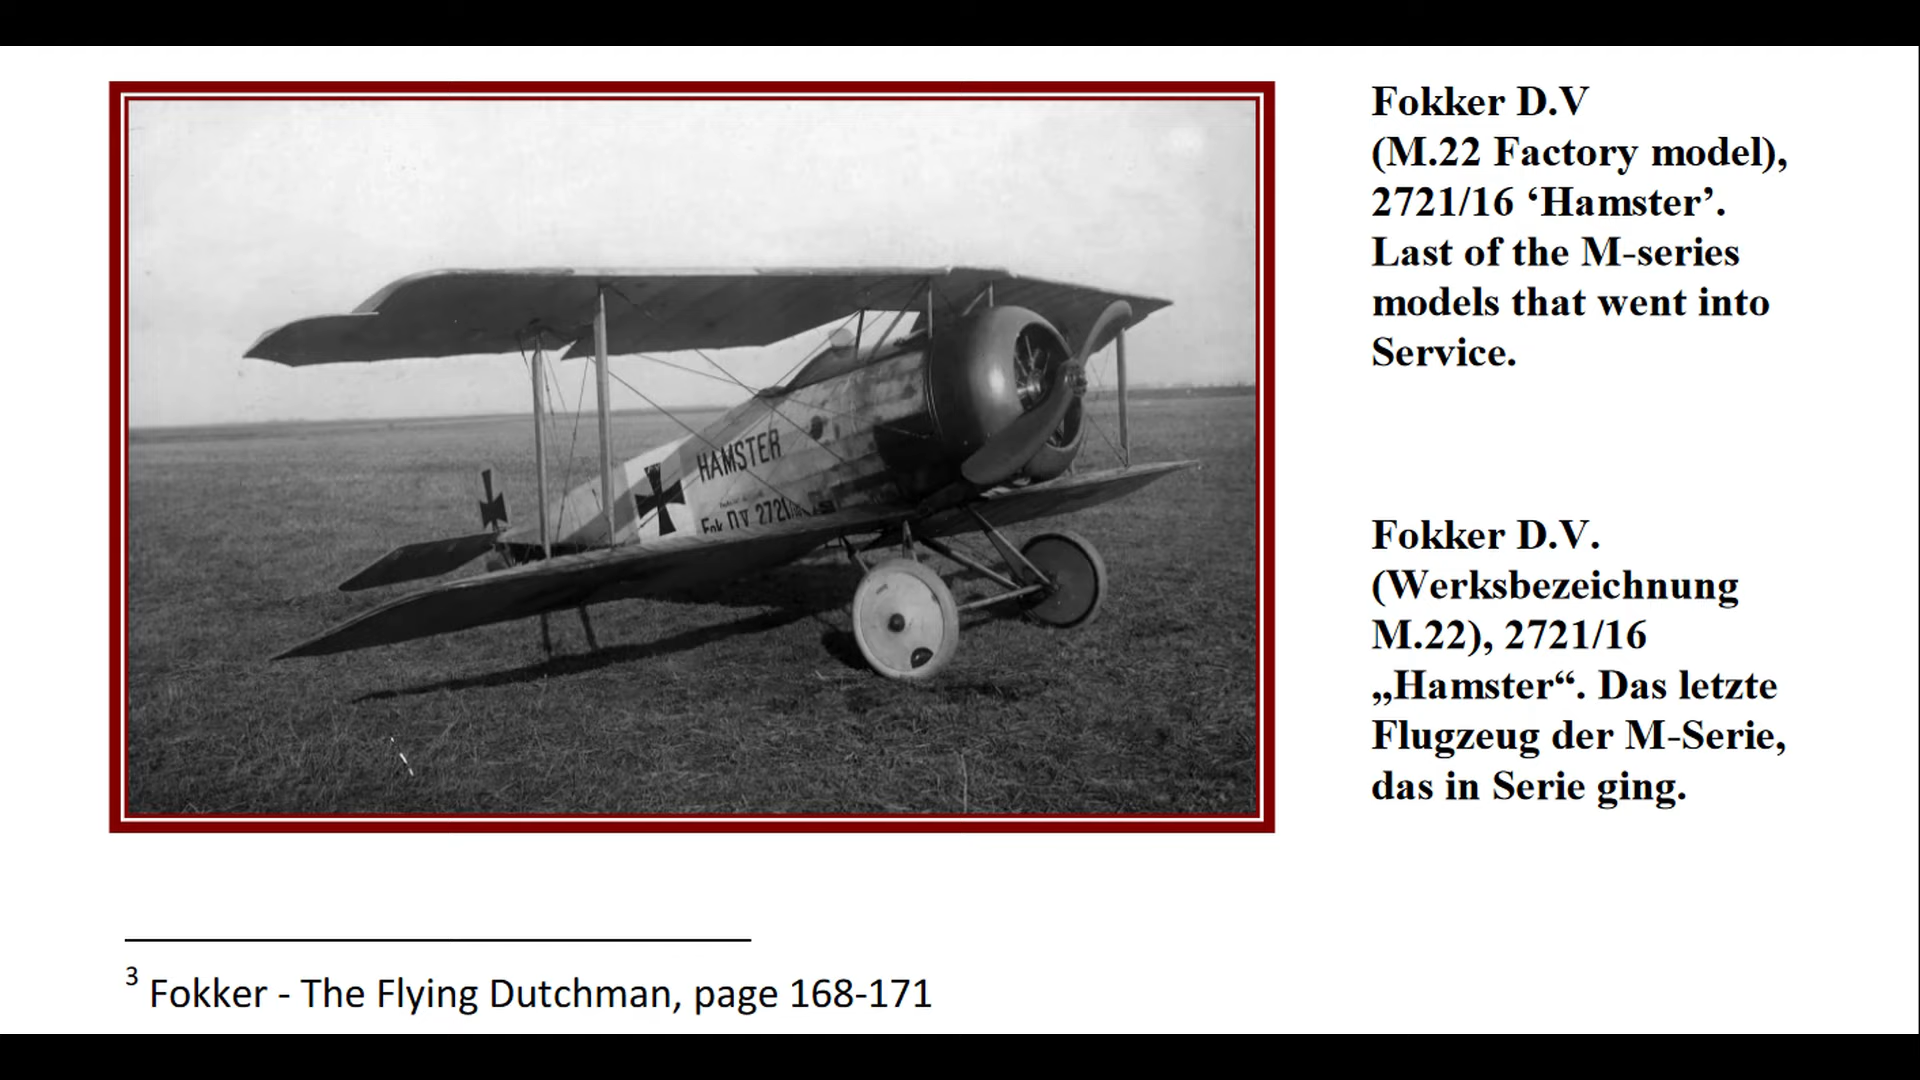 Fokker D.V
(M.22 Factory model),
2721/16 ‘Hamster’.
Last of the M-series
models that went into
Service.
HAMSTER
Fok D.V 2721
Fokker D.V.
(Werksbezeichnung
M.22), 2721/16
„Hamster“. Das letzte
Flugzeug der M-Serie,
das in Serie ging.
3 Fokker - The Flying Dutchman, page 168-171